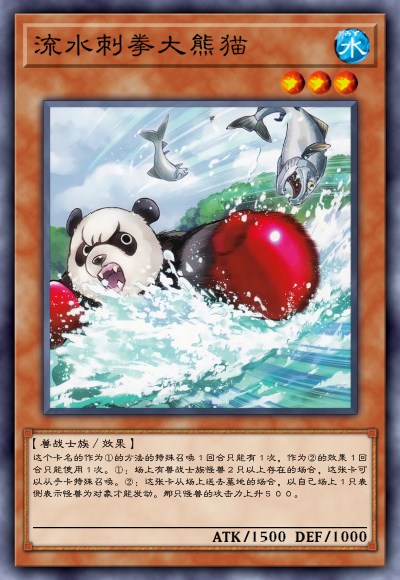 流水刺拳大熊猫
水
【兽战士族／效果】
这个卡名的作为①的方法的特殊召唤1回合只能有1次，作为②的效果1回
合只能使用1次。①：场上有兽战士族怪兽2只以上存在的场合，这张卡可
以从手卡特殊召唤。②：这张卡从场上送去墓地的场合，以自己场上1只表
侧表示怪兽为对象才能发动。那只怪兽的攻击力上升500。
ATK/1500 DEF/1000